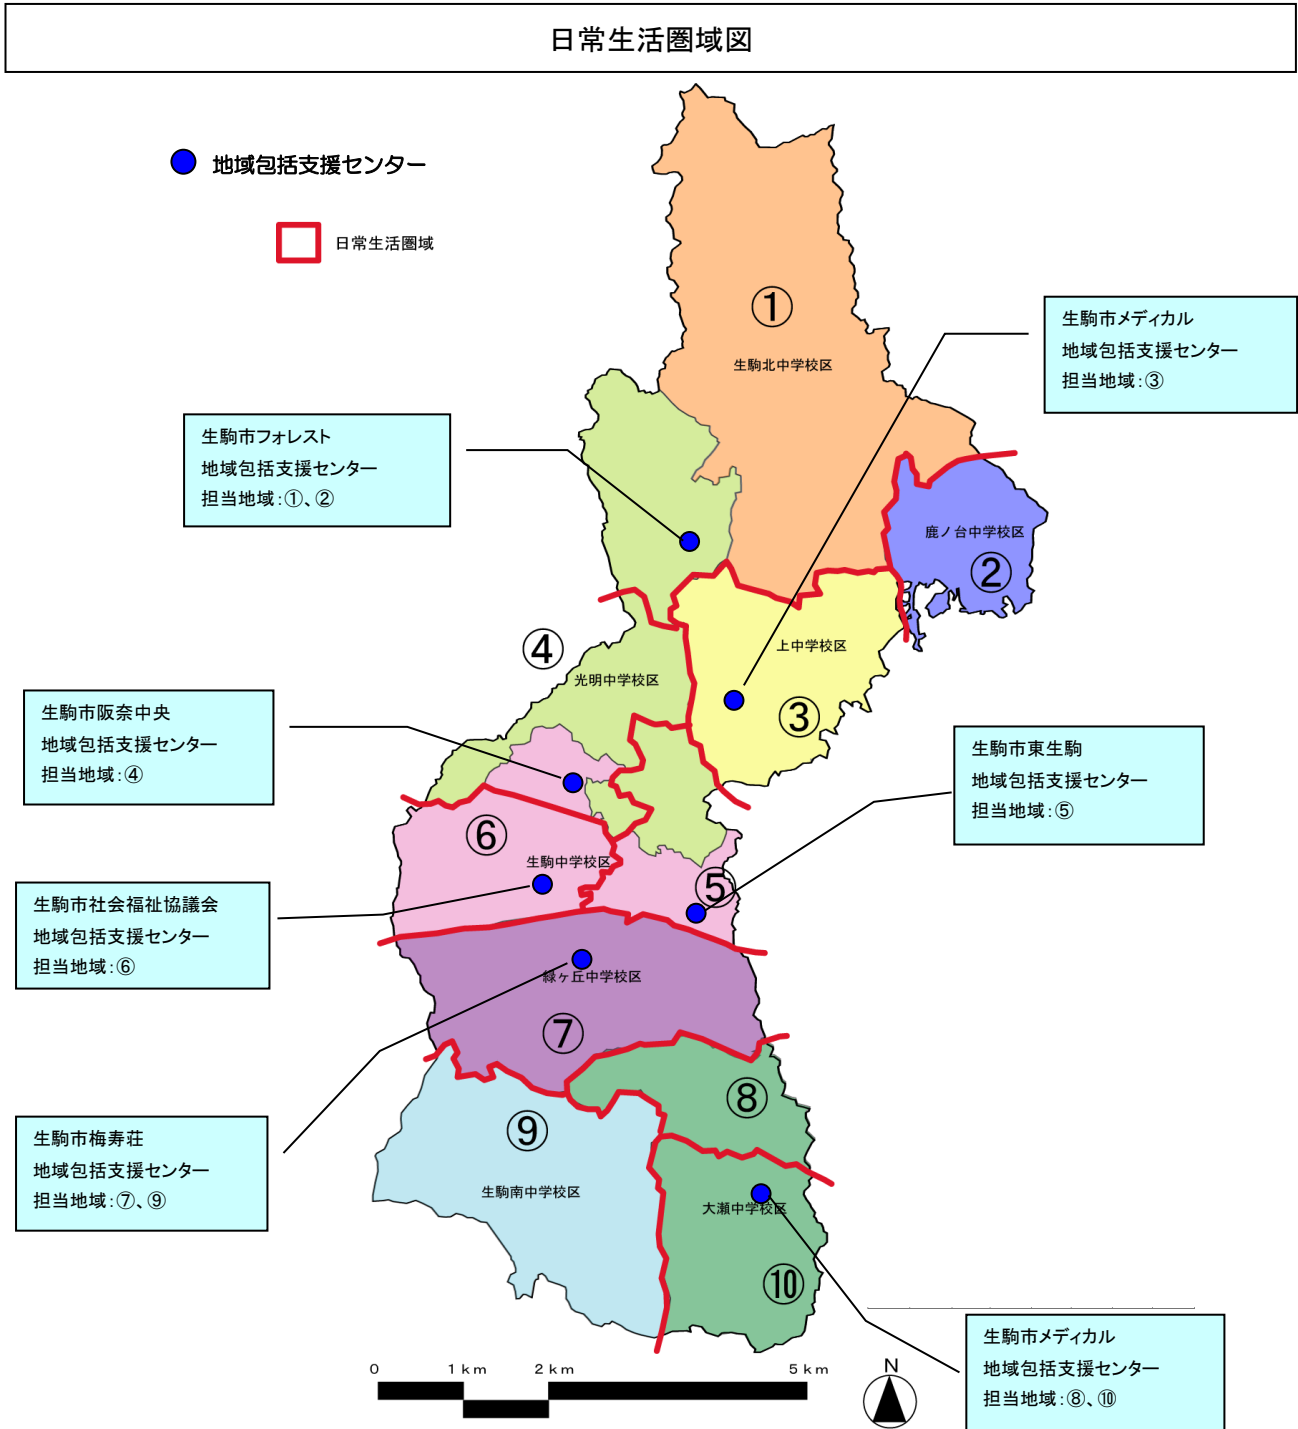 日常生活圏域図
地域包括支援センター
日常生活圏域
①
生駒北中学校区
生駒市メディカル
地域包括支援センター
担当地域:③
生駒市フォレスト
地域包括支援センター
担当地域:①、②
鹿ノ台中学校区
②
④
上中学校区
光明中学校区
③
生駒市阪奈中央
地域包括支援センター
担当地域:④
生駒市東生駒
地域包括支援センター
担当地域:⑤
⑥
生駒中学校区
⑤
生駒市社会福祉協議会
地域包括支援センター
担当地域:⑥
緑ヶ丘中学校区
⑦
⑧
⑨
生駒市梅寿荘
地域包括支援センター
担当地域:⑦、⑨
生駒南中学校区
大瀬中学校区
⑩
生駒市メディカル
地域包括支援センター
担当地域:⑧、⑩
0 1km 2km 5km
N